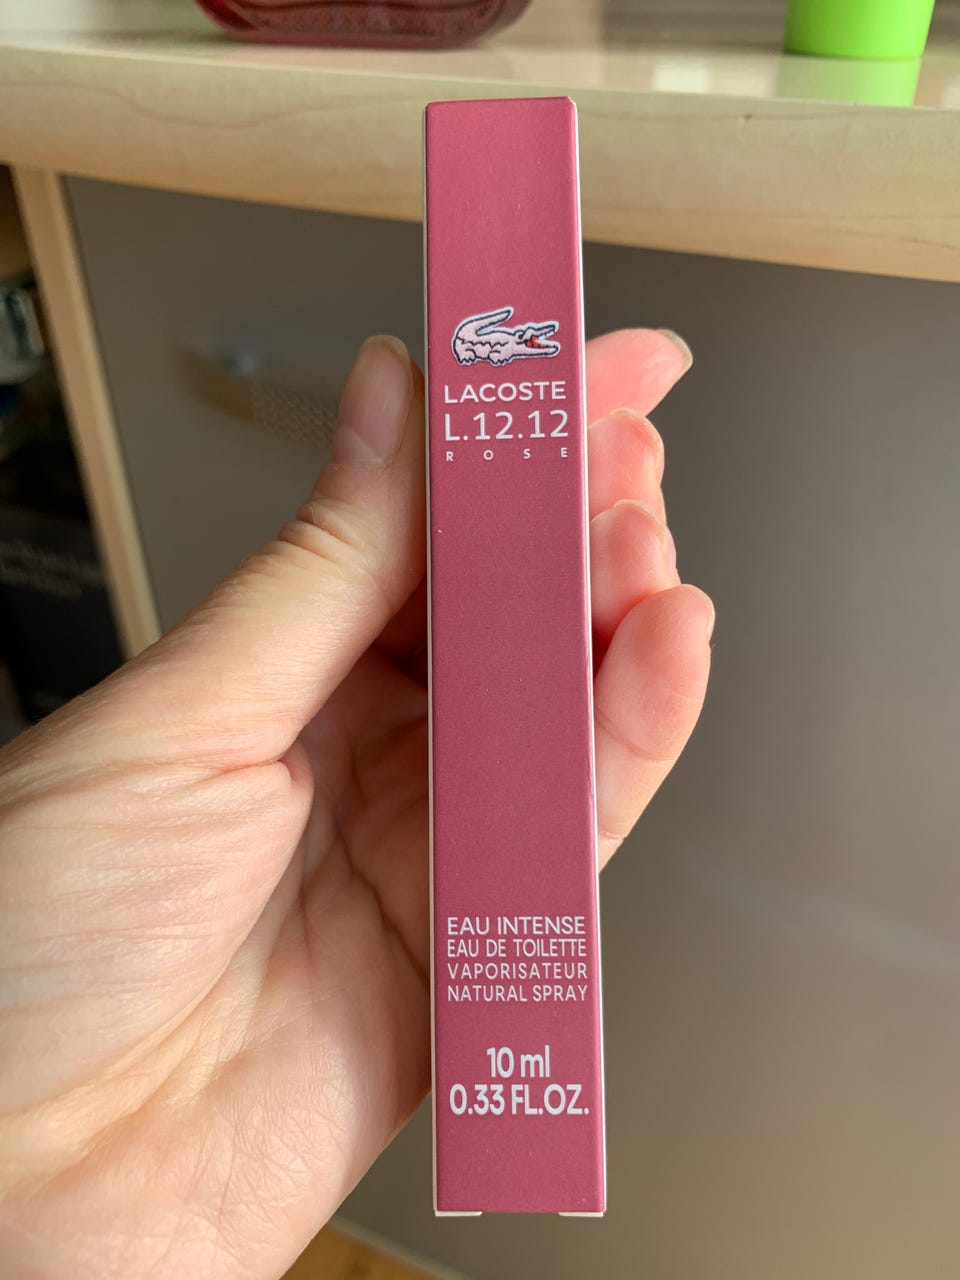 LACOSTE
L.12.12
ROSE
EAU INTENSE
EAU DE TOILETTE
VAPORISATEUR
NATURAL SPRAY
10 ml
0.33 FL.OZ.